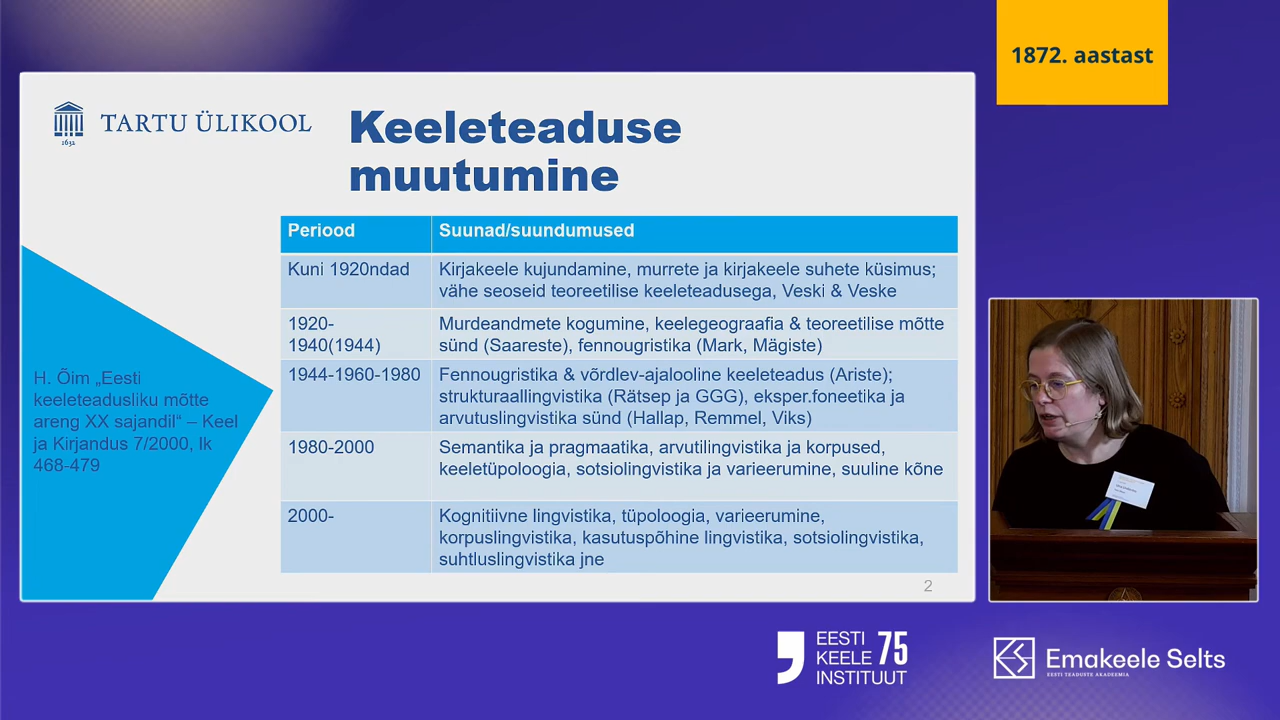 1872. aastast
TARTU ÜLIKOOL
1632
Keeleteaduse
muutumine
Periood
Suunad/suundumused
Kuni 1920ndad
Kirjakeele kujundamine, murrete ja kirjakeele suhete küsimus;
vähe seoseid teoreetilise keeleteadusega, Veski & Veske
1920-
1940(1944)
Murdeandmete kogumine, keelegeograafia & teoreetilise mõtte
sünd (Saareste), fennougristika (Mark, Mägiste)
1944-1960-1980
Fennougristika & võrdlev-ajalooline keeleteadus (Ariste);
strukturaallingvistika (Rätsep ja GGG), eksper.foneetika ja
arvutuslingvistika sünd (Hallap, Remmel, Viks)
1980-2000
Semantika ja pragmaatika, arvutilingvistika ja korpused,
keeletüpoloogia, sotsiolingvistika ja varieerumine, suuline kõne
2000-
Kognitiivne lingvistika, tüpoloogia, varieerumine,
korpuslingvistika, kasutuspõhine lingvistika, sotsiolingvistika,
suhtluslingvistika jne
H. Õim „Eesti
keeleteadusliku mõtte
areng XX sajandil“ – Keel
ja Kirjandus 7/2000, lk
468-479
2
EESTI
KEELE 75
INSTITUUT
Emakeele Selts
EESTI TEADUSTE AKADEEMIA